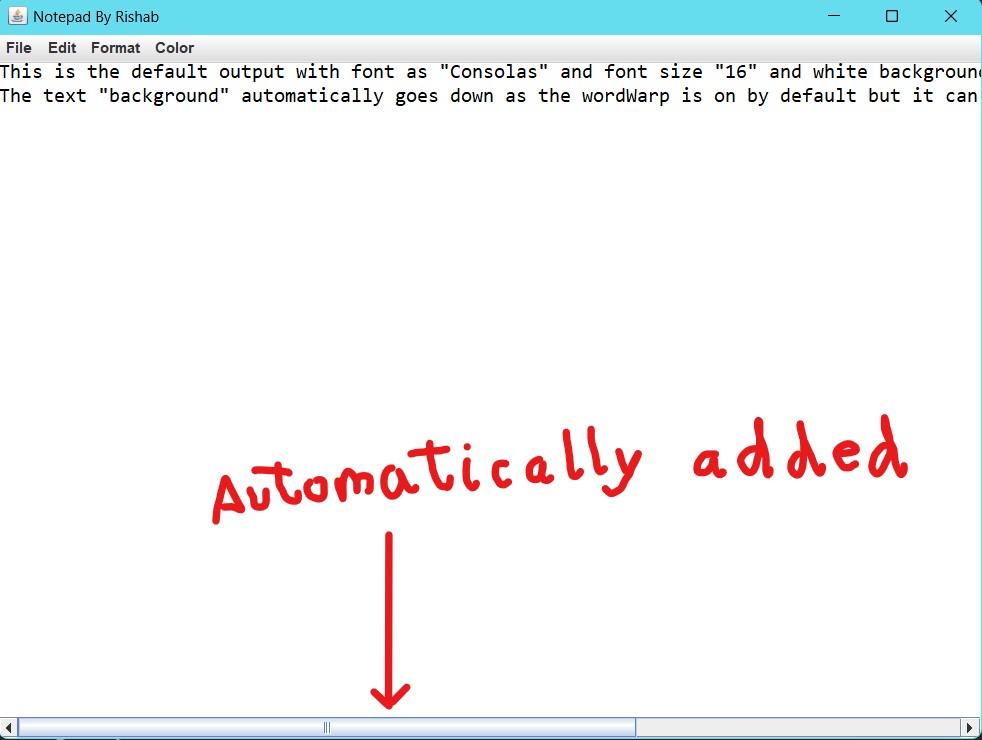 Notepad By Rishab
File Edit Format Color
This is the default output with font as "Consolas" and font size "16" and white
The text "background" automatically goes down as the wordWarp is on by default but it can
Automatically added